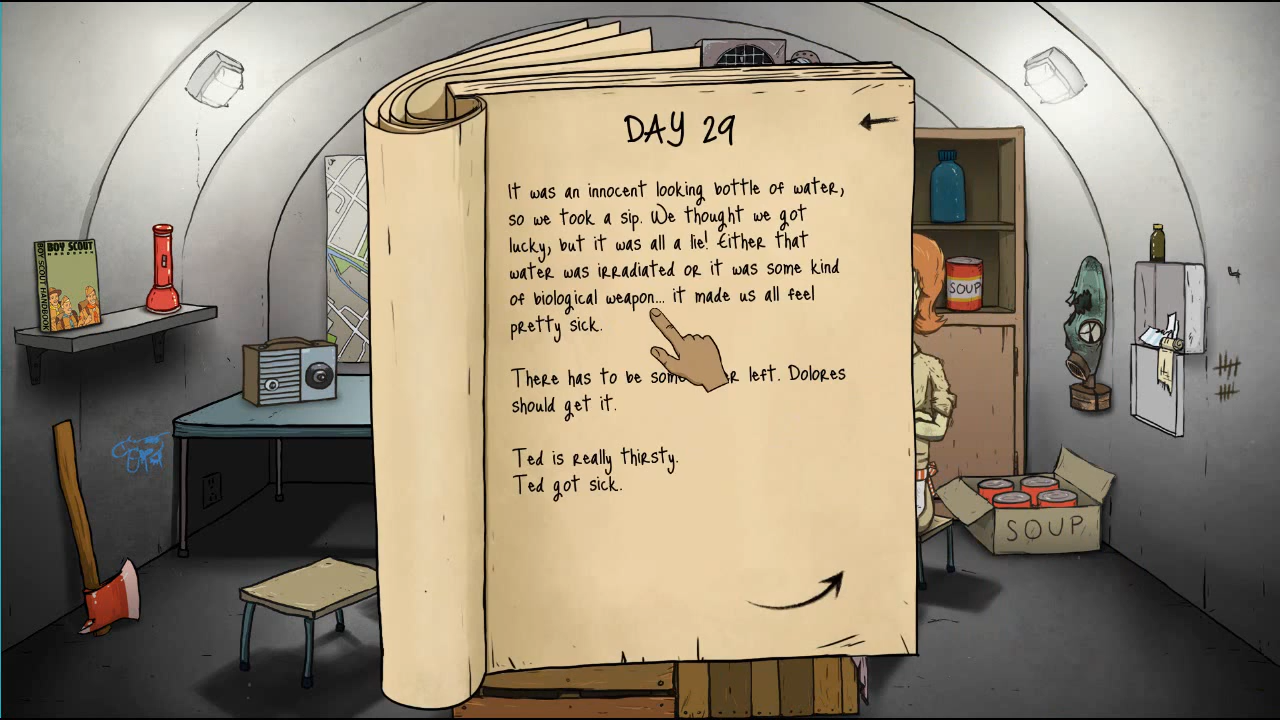 DAY 29
It was an innocent looking bottle of water,
so we took a sip. We thought we got
lucky, but it was all a lie! Either that
water was irradiated or it was some kind
of biological weapon... it made us all feel
pretty sick.
There has to be left. Dolores
should get it.
Ted is really thirsty.
Ted got sick.
BOY SCOUT
BOY SCOUT HANDBOOK
SOUP
SOUP